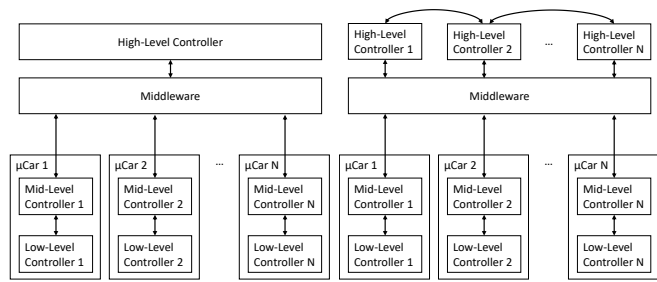 High-Level Controller
Middleware
μCar 1
Mid-Level
Controller 1
Low-Level
Controller 1
μCar 2
Mid-Level
Controller 2
Low-Level
Controller 2
...
μCar N
Mid-Level
Controller N
Low-Level
Controller N
High-Level
Controller 1
High-Level
Controller 2
...
High-Level
Controller N
Middleware
μCar 1
Mid-Level
Controller 1
Low-Level
Controller 1
μCar 2
Mid-Level
Controller 2
Low-Level
Controller 2
...
μCar N
Mid-Level
Controller N
Low-Level
Controller N